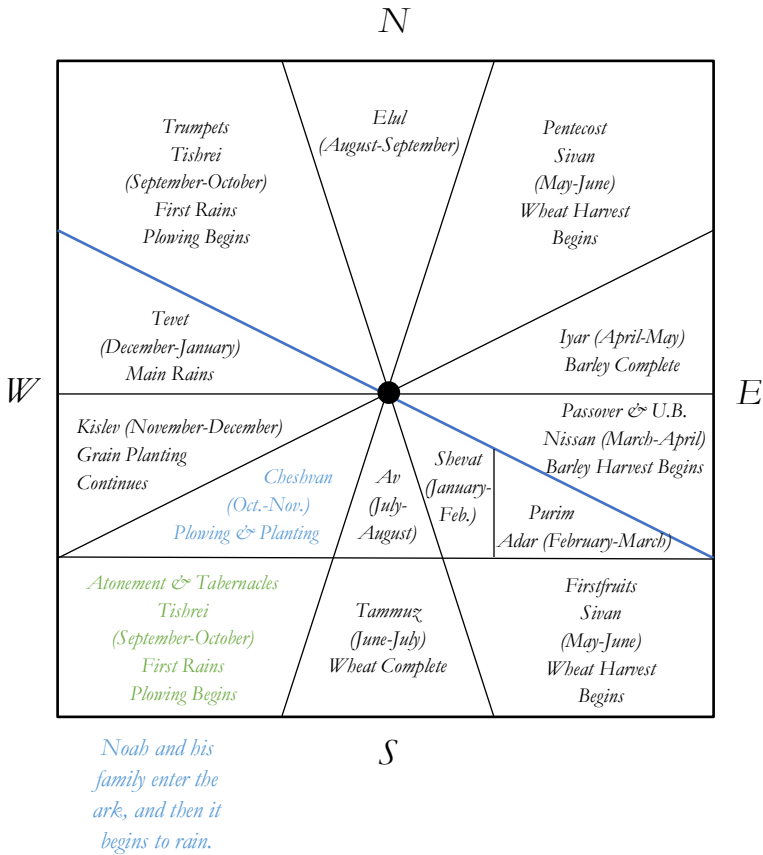 N
Trumpets
Tishrei
(September-October)
First Rains
Plowing Begins
Elul
(August-September)
Pentecost
Sivan
(May-June)
Wheat Harvest
Begins
Tevet
(December-January)
Main Rains
Iyar (April-May)
Barley Complete
W
E
Kislev (November-December)
Grain Planting
Continues
Passover & U.B.
Nissan (March-April)
Barley Harvest Begins
Cheshvan
(Oct.-Nov.)
Plowing & Planting
Av
(July-
August)
Shevat
(January-
Feb.)
Purim
Adar (February-March)
Atonement & Tabernacles
Tishrei
(September-October)
First Rains
Plowing Begins
Tammuz
(June-July)
Wheat Complete
Firstfruits
Sivan
(May-June)
Wheat Harvest
Begins
S
Noah and his
family enter the
ark, and then it
begins to rain.